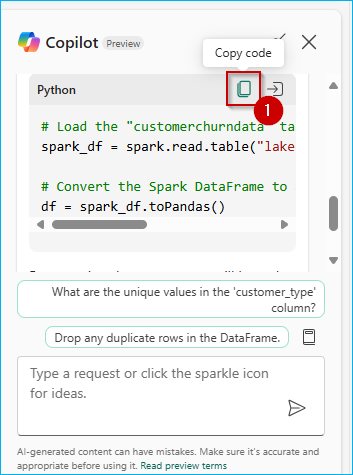 Copilot Preview
Copy code
Python
1
# Load the "customerchurndata" ta
spark_df = spark.read.table("lake
# Convert the Spark DataFrame to
df = spark_df.toPandas()
What are the unique values in the 'customer_type'
column?
Drop any duplicate rows in the DataFrame.
Type a request or click the sparkle icon
for ideas.
AI-generated content can have mistakes. Make sure it's accurate and
appropriate before using it. Read preview terms